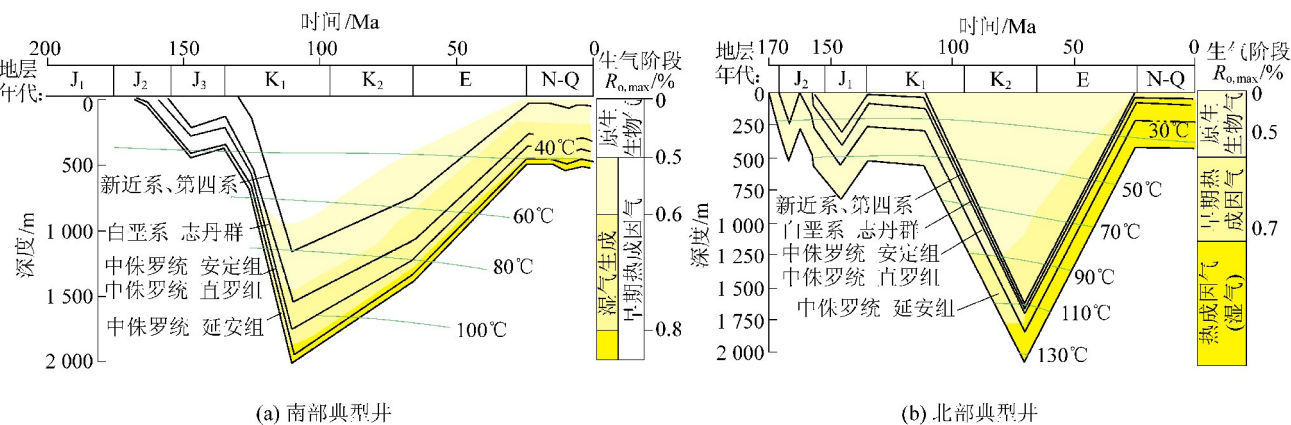 时间/Ma
200 150 100 50 0
地层年代: J₁ J₂ J₃ K₁ K₂ E N-Q
生气阶段
Ro,max/%
0
500
1 000
1 500
2 000
深度/m
40℃
60℃
80℃
100℃
新近系、第四系
白垩系 志丹群
中侏罗统 安定组
中侏罗统 直罗组
中侏罗统 延安组
原生生物气
湿气生成
早期热成因气
0
0.5
0.6
0.8
(a) 南部典型井
时间/Ma
170 150 100 50 0
地层年代: J₂ J₁ K₁ K₂ E N-Q
生气阶段
Ro,max/%
0
250
500
750
1 000
1 250
1 500
1 750
2 000
深度/m
30℃
50℃
70℃
90℃
110℃
130℃
新近系、第四系
白垩系 志丹群
中侏罗统 安定组
中侏罗统 直罗组
中侏罗统 延安组
原生生物气
早期热成因气
热成因气(湿气)
0
0.5
0.7
(b) 北部典型井